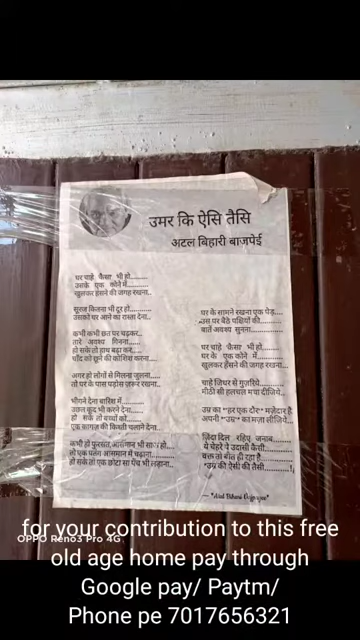 उमर कि ऐसि तैसि
अटल बिहारी बाजपेई
घर चाहे कैसा भी हो......
उसके एक कोने में......
खुलकर हंसने की जगह रखना..
सूरज कितना भी दूर हो......
उसको घर आने का रास्ता देना..
कभी कभी छत पर चढ़कर..
तारे अवश्य गिनना....
हो सके तो हाथ बढ़ा कर..
चाँद को छूने की कोशिश करना...
अगर हो लोगों से मिलना जुलना....
तो घर के पास पड़ोस ज़रूर रखना..
भीगने देना बारिश में......
उछल कूद भी करने देना...
हो सके तो बच्चों को...
एक कागज़ की किश्ती चलाने देना..
कभी हो फुरसत, आसमान भी साफ हो....
तो एक पतंग आसमान में चढ़ाना....
हो सके तो एक छोटा सा पेंच भी लड़ाना..
घर के सामने रखना एक पेड़....
उस पर बैठे पक्षियों की......
बातें अवश्य सुनना......
घर चाहे कैसा भी हो...
घर के एक कोने में......
खुलकर हँसने की जगह रखना...
चाहे जिधर से गुज़रिये
मीठी सी हलचल मचा दीजिये..
उम्र का "हर एक दौर" मज़ेदार है
अपनी "उम्र" का मज़ा लीजिये..
ज़िंदा दिल रहिए जनाब..
ये चेहरे पे उदासी कैसी
वक्त तो बीत ही रहा है
"उम्र की ऐसी की तैसी"...!
— "Atal Bihari
for your contribution to this free
OPPO Reno3 Pro 4G
old age home pay through
Google pay/ Paytm/
Phone pe 7017656321